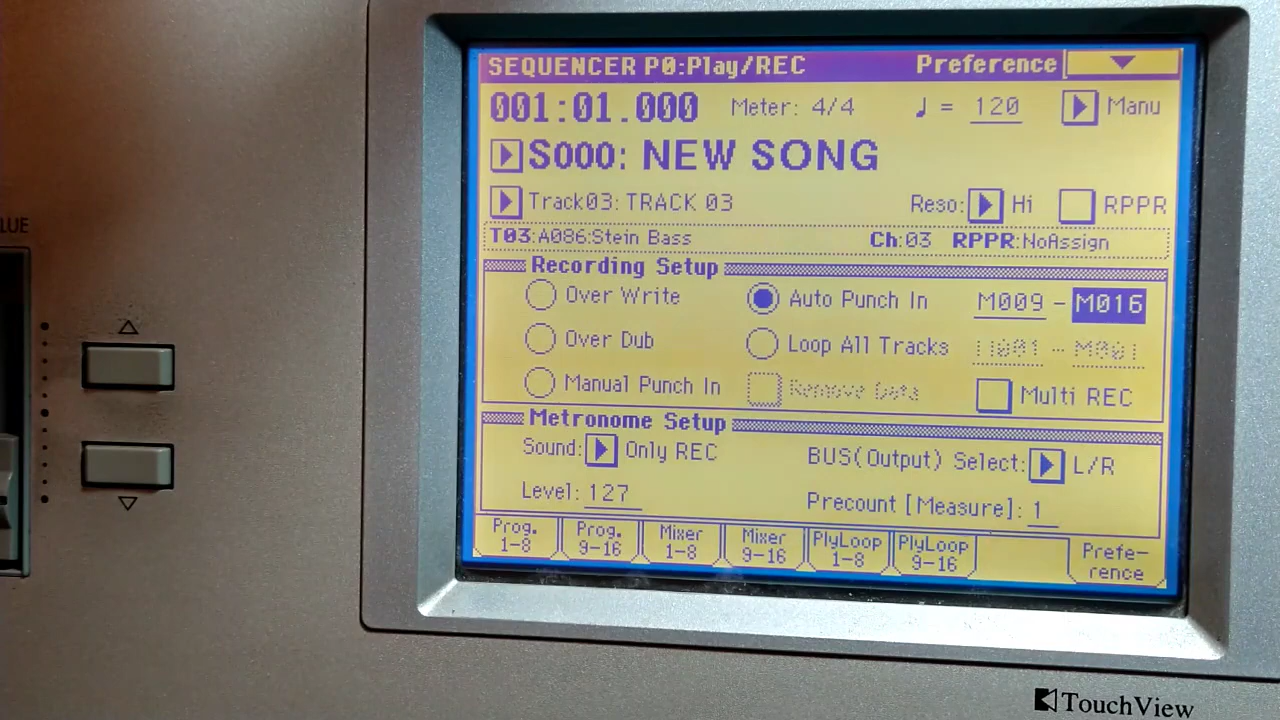 SEQUENCER P0:Play/REC Preference
001:01.000 Meter: 4/4 ♩ = 120 Manu
S000: NEW SONG
Track03: TRACK 03 Reso: Hi RPPR
T03:A086:Stein Bass Ch:03 RPPR:NoAssign
Recording Setup
Over Write Auto Punch In M009 - M016
Over Dub Loop All Tracks M001 - M001
Manual Punch In Remove Data Multi REC
Metronome Setup
Sound: Only REC BUS(Output) Select: L/R
Level: 127 Precount [Measure]: 1
Prog. 1-8 Prog. 9-16 Mixer 1-8 Mixer 9-16 PlyLoop 1-8 PlyLoop 9-16 Prefe-rence
LUE
TouchView